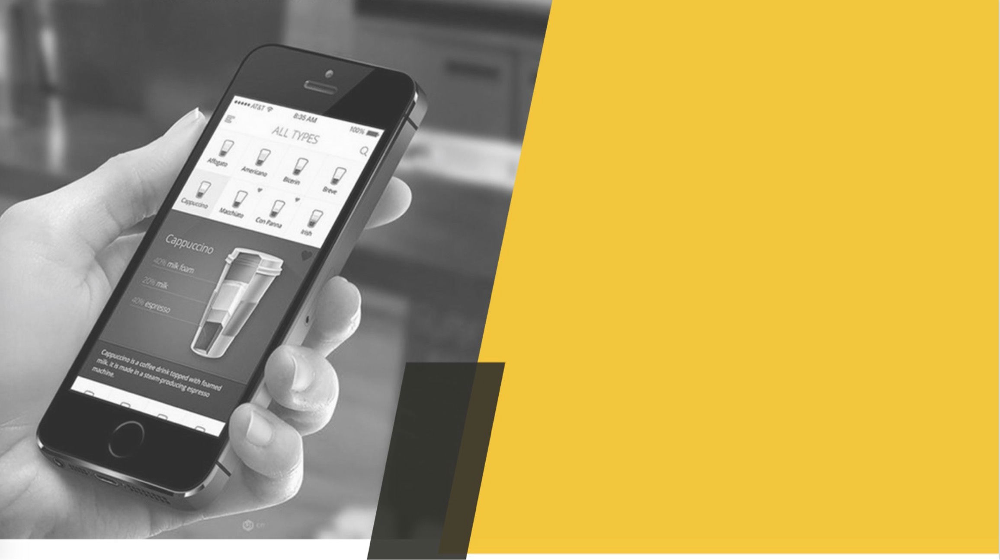 ●●●●● AT&T
8:35 AM
100%
ALL TYPES
Affogato Americano Bicerin Breve
Cappuccino Macchiato Con Panna Irish
Cappuccino
40% milk foam
20% milk
40% espresso
Cappuccino is a coffee drink topped with foamed
milk, it is made in a steam-producing espresso
machine.
UI cn